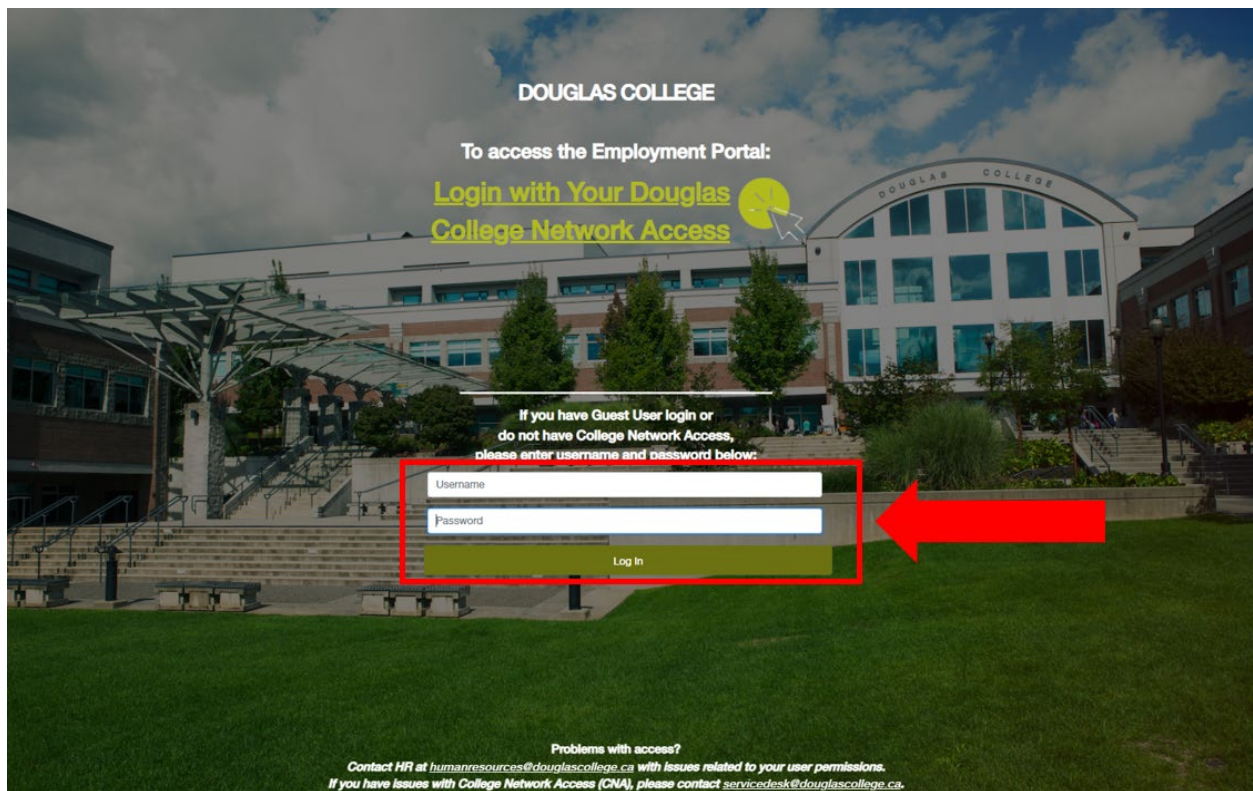 DOUGLAS COLLEGE
To access the Employment Portal:
Login with Your Douglas
College Network Access
DOUGLAS COLLEGE
If you have Guest User login or
do not have College Network Access,
please enter username and password below:
Username
Password
Log In
Problems with access?
Contact HR at humanresources@douglascollege.ca with issues related to your user permissions.
If you have issues with College Network Access (CNA), please contact servicedesk@douglascollege.ca.